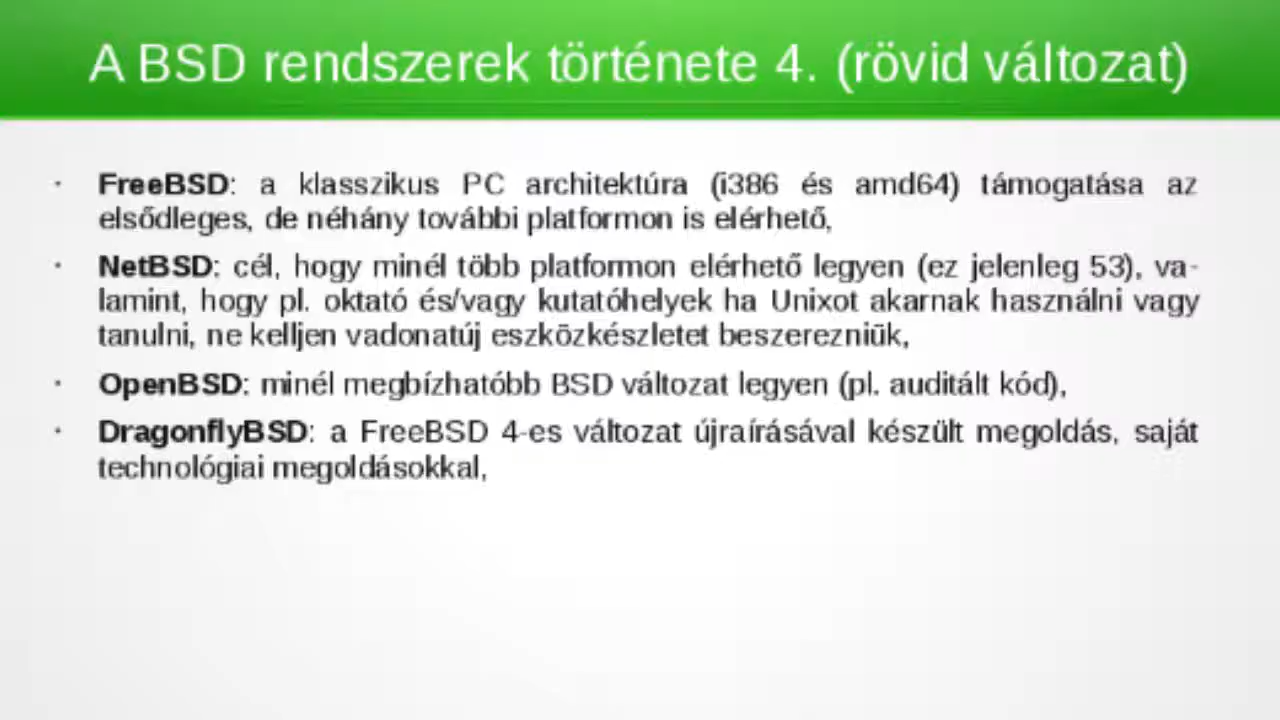 A BSD rendszerek története 4. (rövid változat)
· FreeBSD: a klasszikus PC architektúra (i386 és amd64) támogatása az
elsődleges, de néhány további platformon is elérhető,
· NetBSD: cél, hogy minél több platformon elérhető legyen (ez jelenleg 53), va-
lamint, hogy pl. oktató és/vagy kutatóhelyek ha Unixot akarnak használni vagy
tanulni, ne kelljen vadonatúj eszközkészletet beszerezniük,
· OpenBSD: minél megbízhatóbb BSD változat legyen (pl. auditált kód),
· DragonflyBSD: a FreeBSD 4-es változat újraírásával készült megoldás, saját
technológiai megoldásokkal,